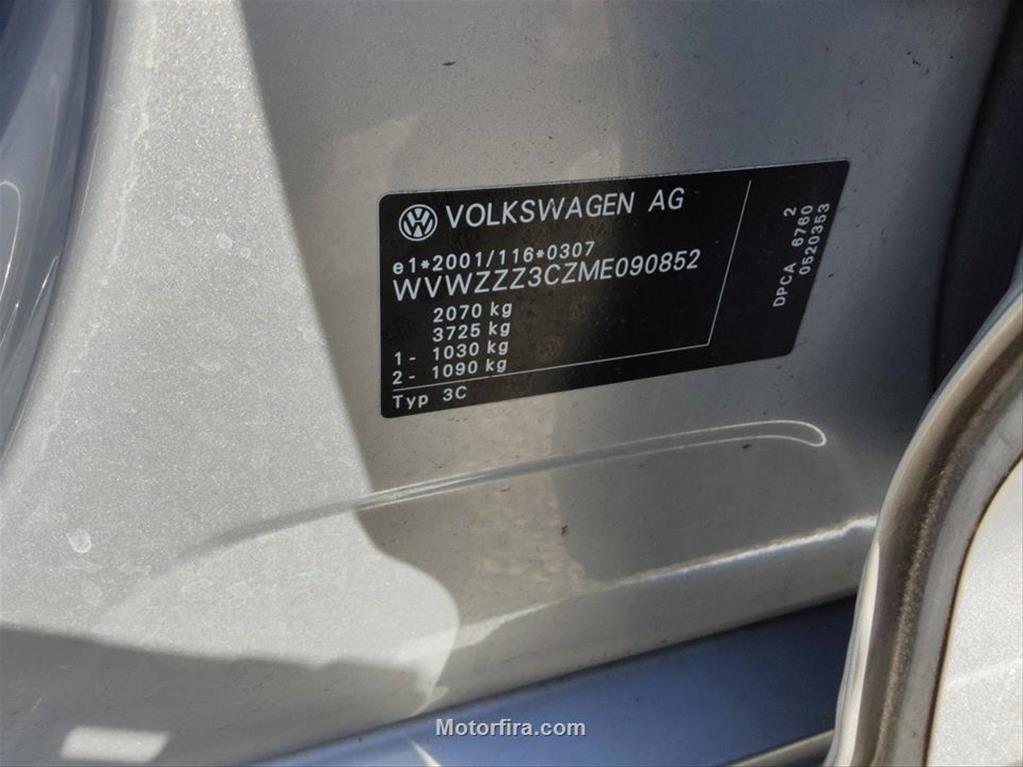 VOLKSWAGEN AG
e1*2001/116*0307
WVWZZZ3CZME090852
2070 kg
3725 kg
1- 1030 kg
2- 1090 kg
Typ 3C
2
DPCA 6760
0520353
Motorfira.com